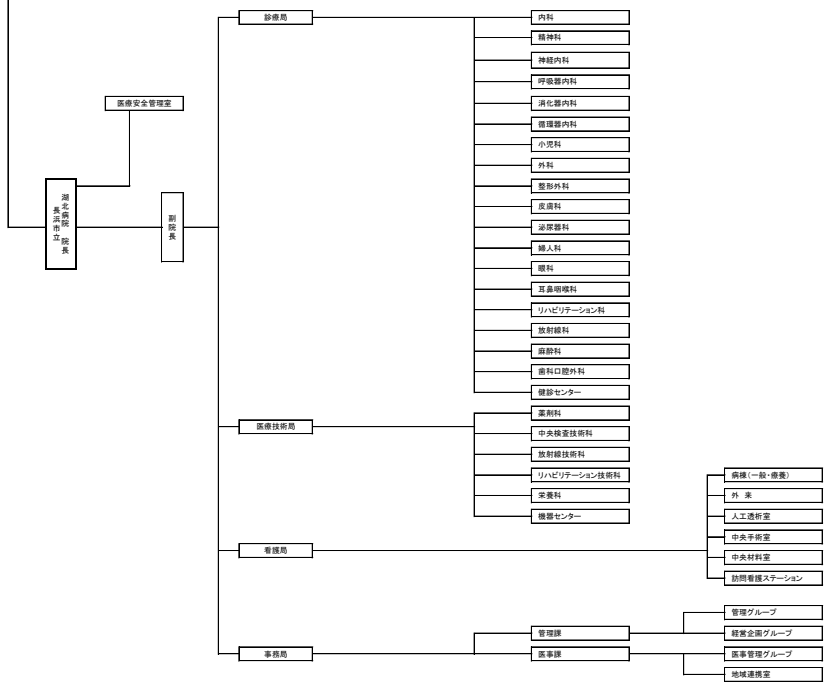 診療局
内科
精神科
神経内科
呼吸器内科
消化器内科
医療安全管理室
循環器内科
小児科
外科
整形外科
長浜市立
湖北病院 院長
副院長
皮膚科
泌尿器科
婦人科
眼科
耳鼻咽喉科
リハビリテーション科
放射線科
麻酔科
歯科口腔外科
健診センター
医療技術局
薬剤科
中央検査技術科
放射線技術科
リハビリテーション技術科
栄養科
機器センター
看護局
病棟(一般・療養)
外 来
人工透析室
中央手術室
中央材料室
訪問看護ステーション
事務局
管理課
管理グループ
経営企画グループ
医事課
医事管理グループ
地域連携室